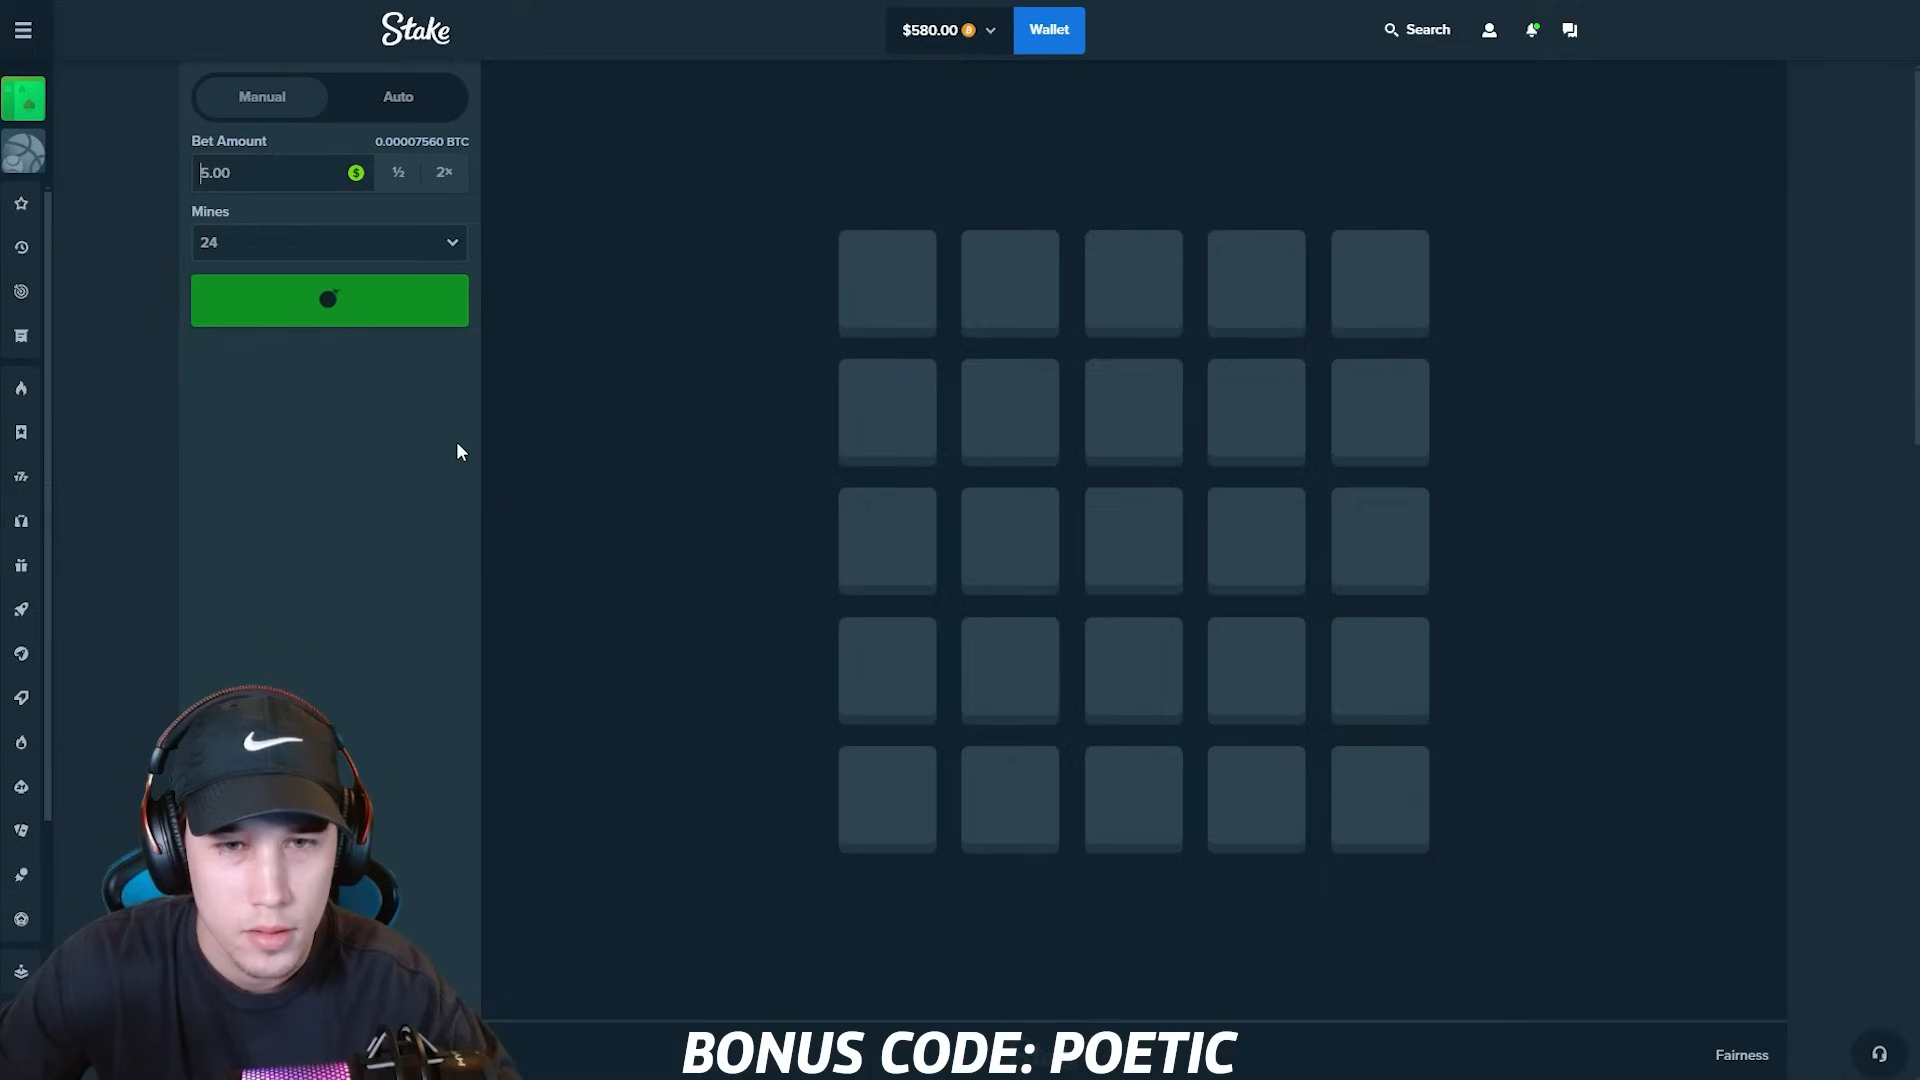 Stake
$580.00
Wallet
Search
Manual
Auto
Bet Amount
0.00007560 BTC
5.00
½
2×
Mines
24
BONUS CODE: POETIC
Fairness